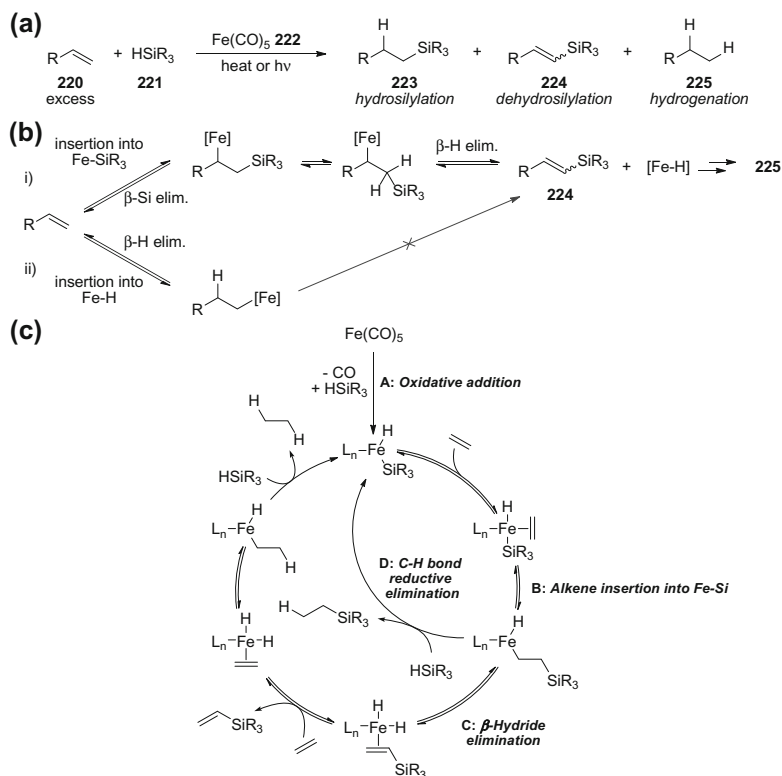 (a)
R
220
excess
+ HSiR3
221
Fe(CO)5 222
heat or hν
H
R
SiR3
223
hydrosilylation
+
R
SiR3
224
dehydrosilylation
+
H
R
H
225
hydrogenation
(b)
i)
insertion into
Fe-SiR3
β-Si elim.
R
[Fe]
R
SiR3
[Fe]
R
H
H
SiR3
β-H elim.
R
SiR3
224
+ [Fe-H]
225
ii)
β-H elim.
insertion into
Fe-H
H
R
[Fe]
(c)
Fe(CO)5
- CO
+ HSiR3
A: Oxidative addition
H
Ln-Fe
SiR3
H
Ln-Fe
SiR3
B: Alkene insertion into Fe-Si
H
Ln-Fe
SiR3
D: C-H bond
reductive
elimination
H
SiR3
HSiR3
C: β-Hydride
elimination
H
Ln-Fe-H
SiR3
SiR3
H
Ln-Fe-H
H
Ln-Fe
HSiR3
H
H